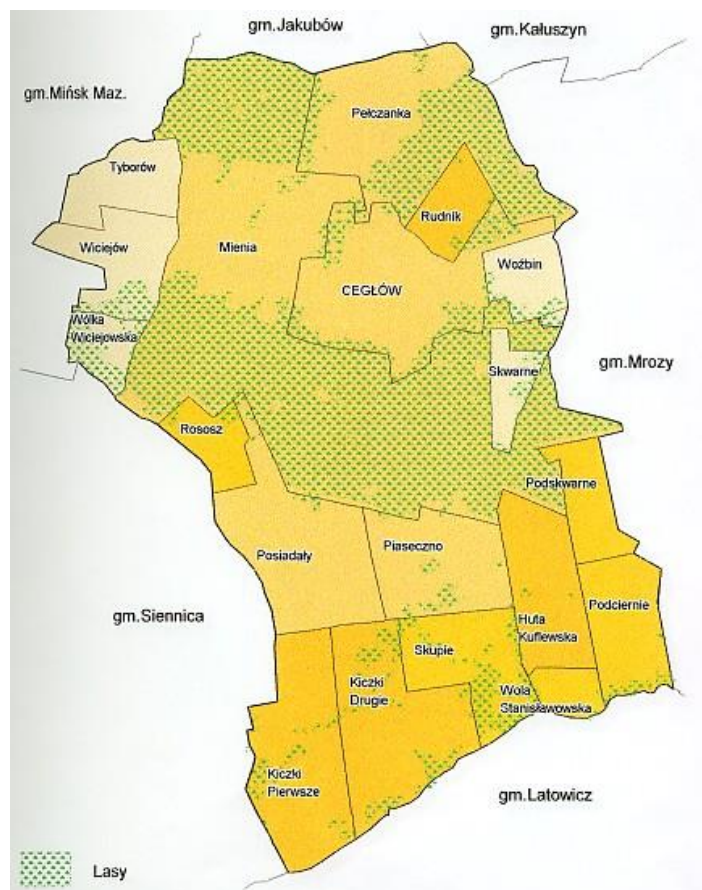 gm.Jakubów
gm.Kałuszyn
gm.Mińsk Maz.
Pełczanka
Tyborów
Rudnik
Wiciejów
Mienia
Woźbin
CEGŁÓW
Wólka
Wiciejowska
gm.Mrozy
Skwarne
Rososz
Podskwarne
Posiadały
Piaseczno
gm.Siennica
Podciernie
Huta
Kuflewska
Skupie
Kiczki
Drugie
Wola
Stanisławowska
Kiczki
Pierwsze
gm.Latowicz
Lasy